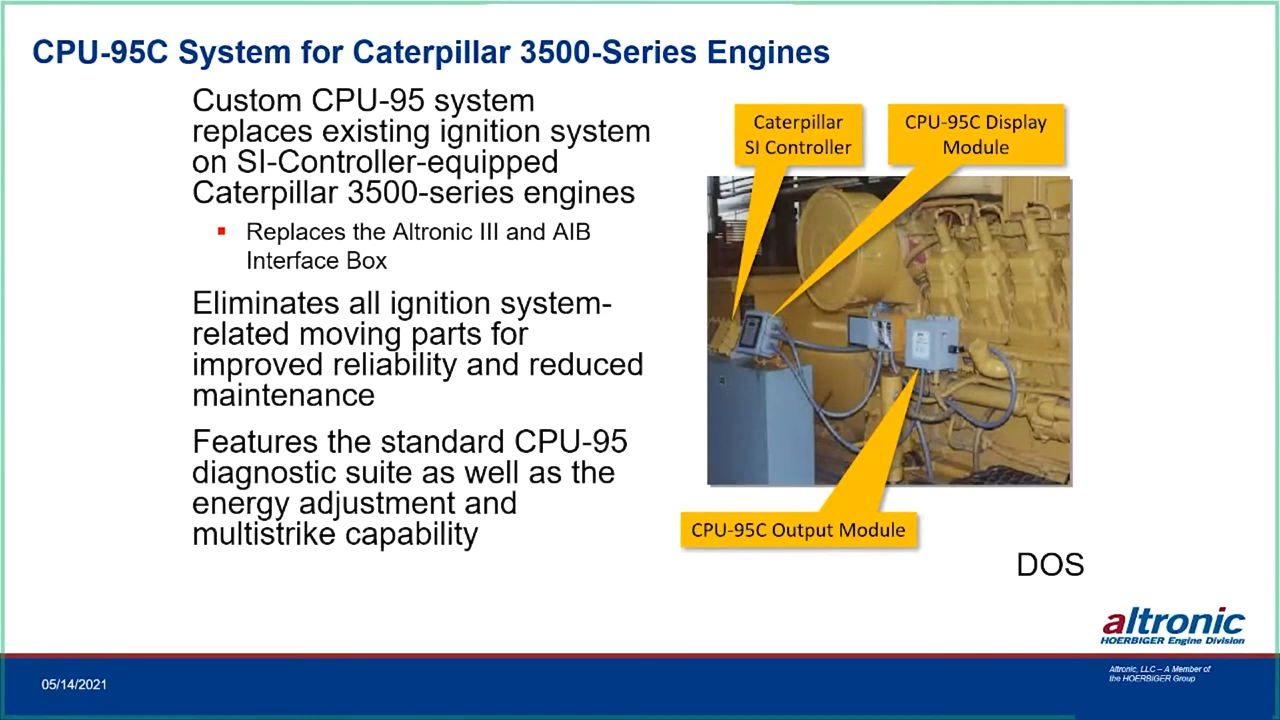 CPU-95C System for Caterpillar 3500-Series Engines
Custom CPU-95 system
replaces existing ignition system
on SI-Controller-equipped
Caterpillar 3500-series engines
Replaces the Altronic III and AIB
Interface Box
Eliminates all ignition system-
related moving parts for
improved reliability and reduced
maintenance
Features the standard CPU-95
diagnostic suite as well as the
energy adjustment and
multistrike capability
Caterpillar
SI Controller
CPU-95C Display
Module
CPU-95C Output Module
DOS
altronic
HOERBIGER Engine Division
Altronic, LLC – A Member of
the HOERBIGER Group
05/14/2021